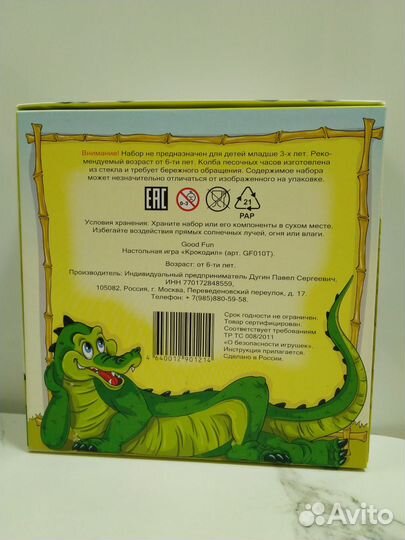 Внимание! Набор не предназначен для детей младше 3-х лет. Реко-
мендуемый возраст от 6-ти лет. Колба песочных часов изготовлена
из стекла и требует бережного обращения. Содержимое набора
может незначительно отличаться от изображенного на упаковке.
ЕАС
0-3
21
PAP
Условия хранения: Храните набор или его компоненты в сухом месте.
Избегайте воздействия прямых солнечных лучей, огня или влаги.
Good Fun
Настольная игра «Крокодил» (арт. GF010T).
Возраст: от 6-ти лет.
Производитель: Индивидуальный предприниматель Дугин Павел Сергеевич,
ИНН 770172848559,
105082, Россия, г. Москва, Переведеновский переулок, д. 17.
Телефон: + 7(985)880-59-58.
Срок годности не ограничен.
Товар сертифицирован.
Соответствует требованиям
ТР ТС 008/2011
«О безопасности игрушек».
Инструкция прилагается.
Сделано в России.
4 640012 901214
Avito